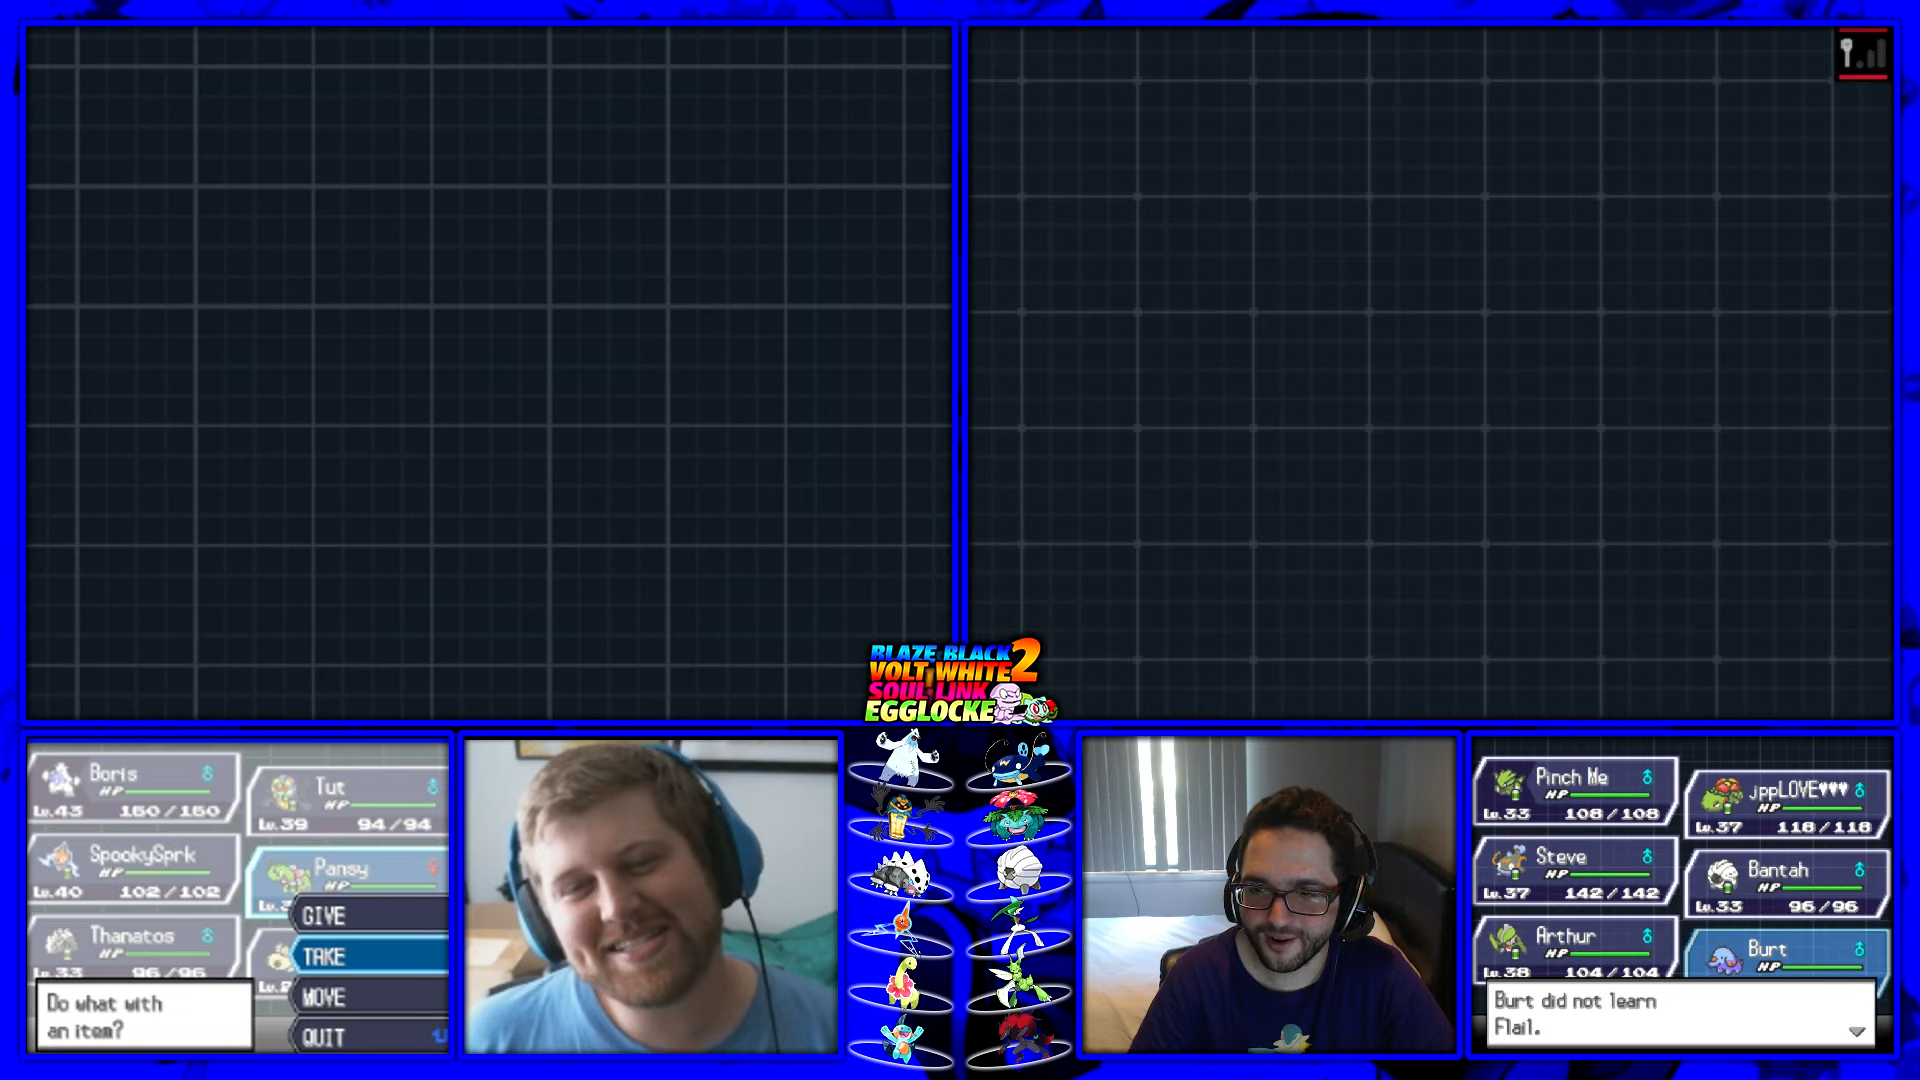 BLAZE BLACK 2
VOLT WHITE
SOUL LINK
EGGLOCKE
Boris ♂
HP
Lv.43 150/150
Tut ♂
HP
Lv.39 94/94
SpookySprk
HP
Lv.40 102/102
Pansy ♀
HP
Thanatos ♂
HP
Lv.33 96/96
GIVE
TAKE
MOVE
QUIT
Do what with
an item?
Pinch Me ♂
HP
Lv.33 108/108
jppLOVE♥♥♥ ♂
HP
Lv.37 118/118
Steve ♂
HP
Lv.37 142/142
Bantah ♂
HP
Lv.33 96/96
Arthur ♂
HP
Lv.38 104/104
Burt ♂
HP
Burt did not learn
Flail.